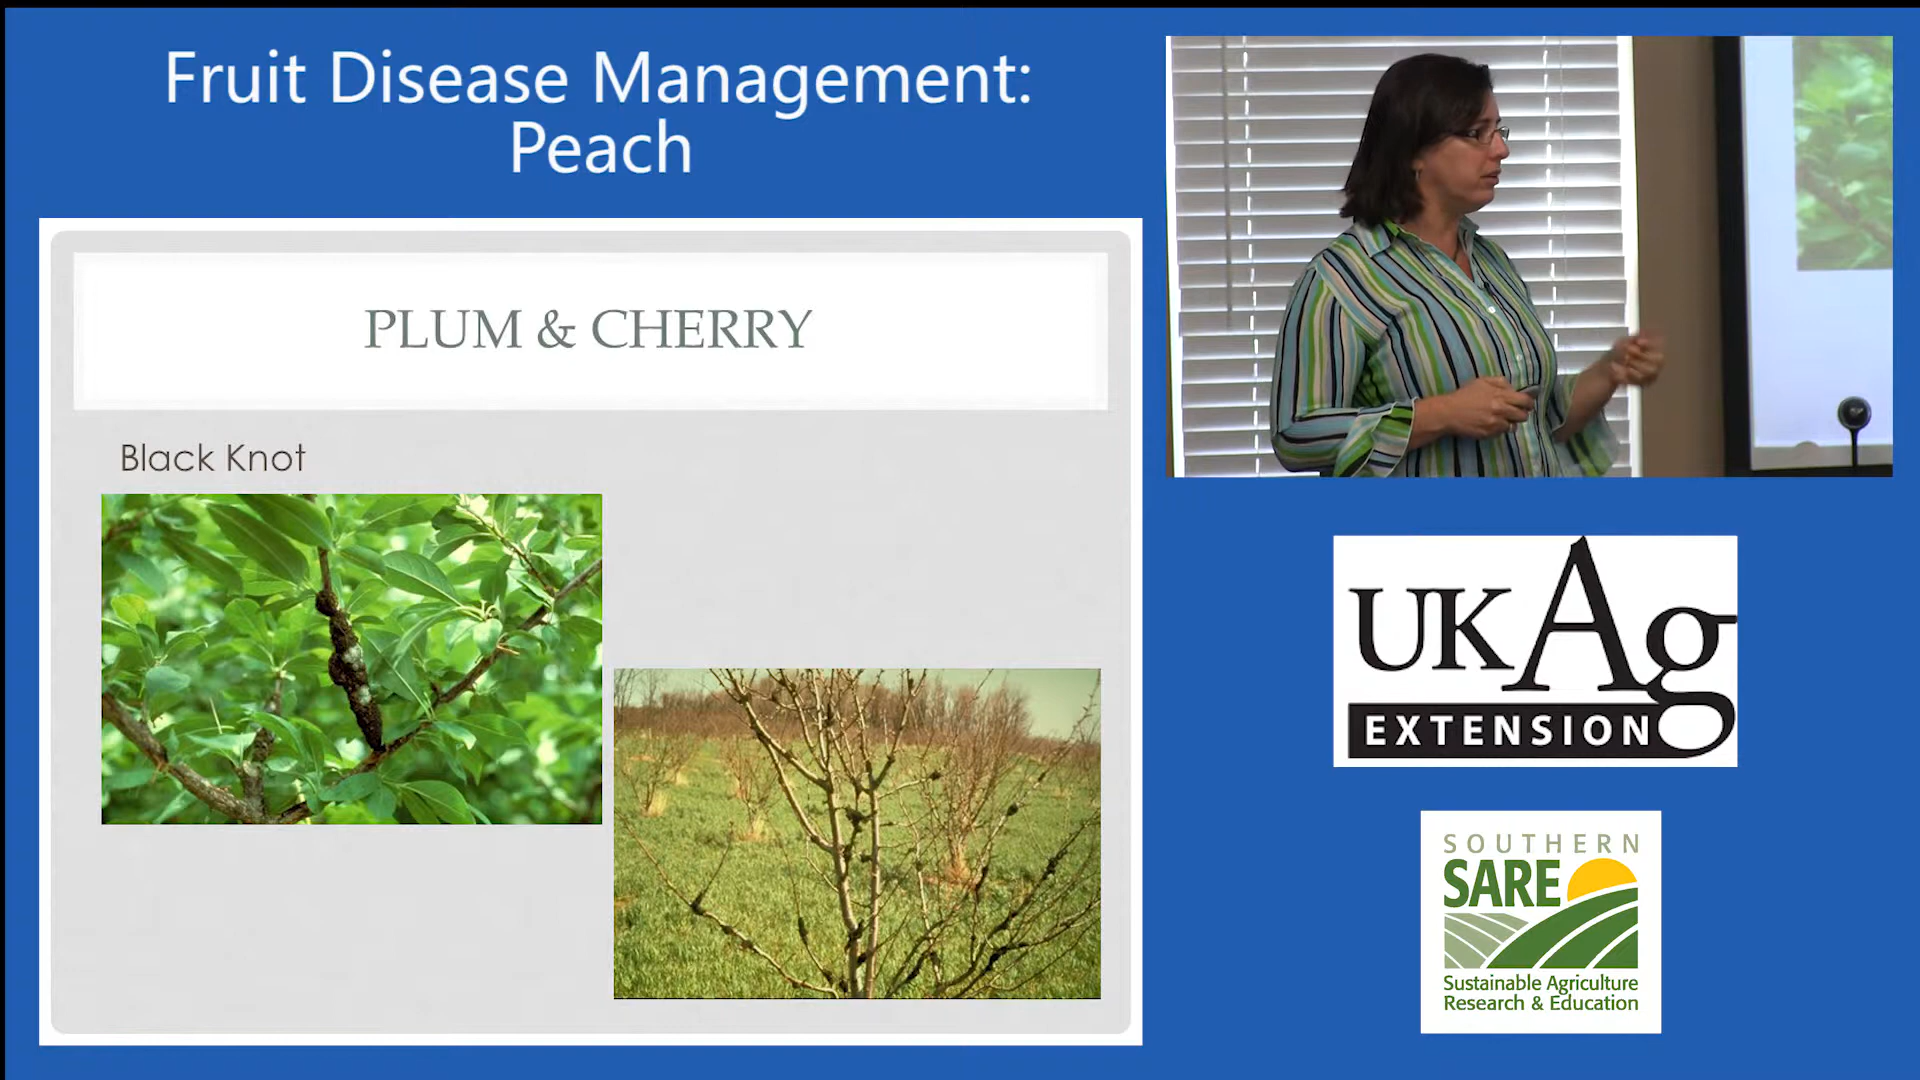 Fruit Disease Management:
Peach
PLUM & CHERRY
Black Knot
UKAg
EXTENSION
SOUTHERN
SARE
Sustainable Agriculture
Research & Education